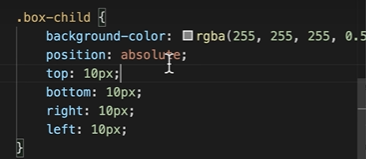 .box-child {
background-color: rgba(255, 255, 255, 0.5
position: absolute;
top: 10px;
bottom: 10px;
right: 10px;
left: 10px;
}